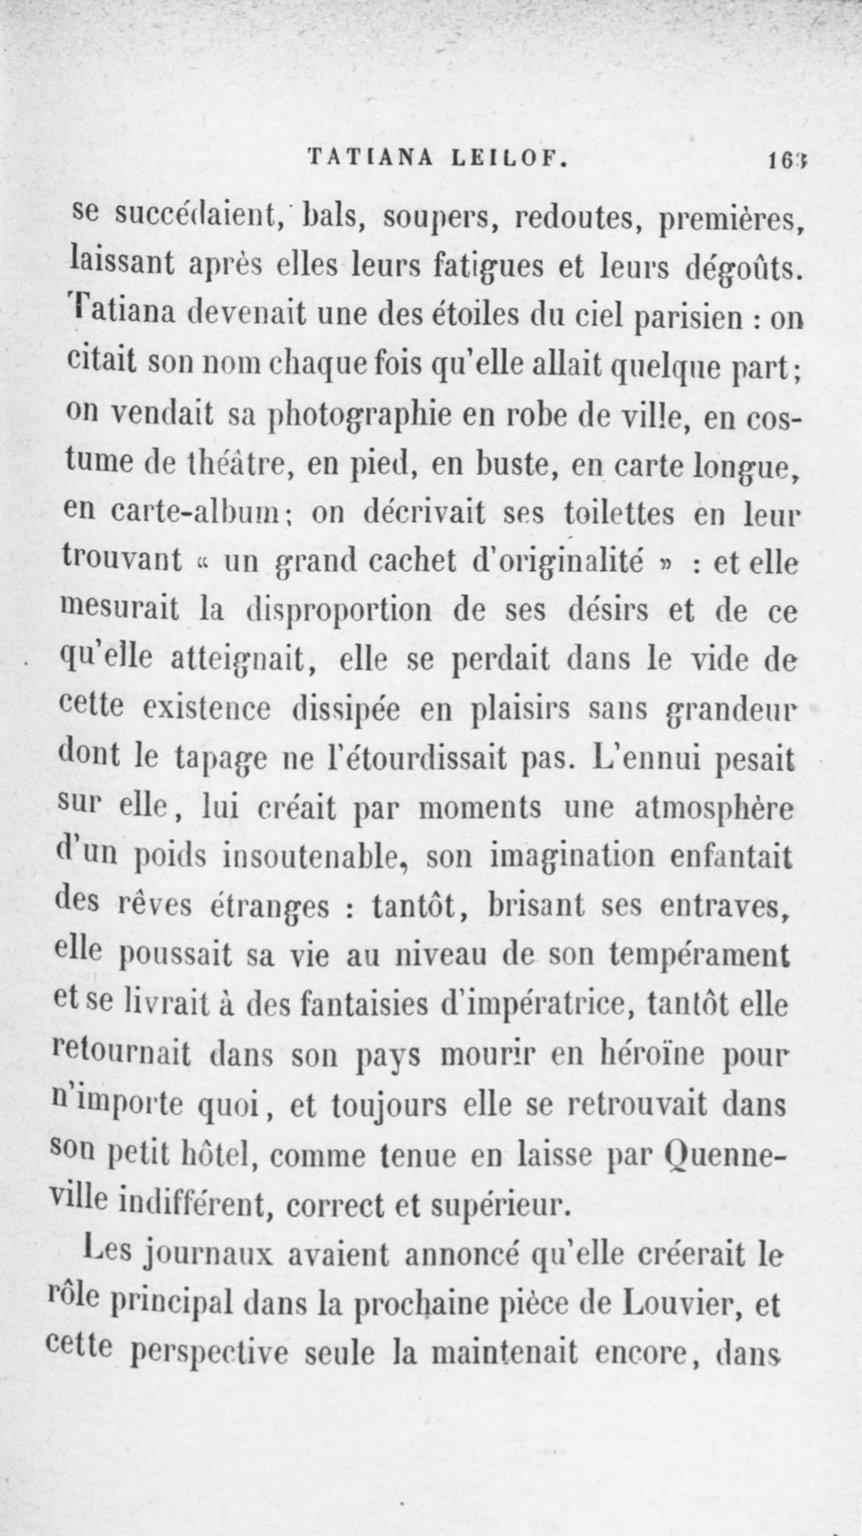 TATIANA LEILOF. 163
se succédaient, bals, soupers, redoutes, premières,
laissant après elles leurs fatigues et leurs dégoûts.
Tatiana devenait une des étoiles du ciel parisien : on
citait son nom chaque fois qu'elle allait quelque part;
on vendait sa photographie en robe de ville, en cos-
tume de théâtre, en pied, en buste, en carte longue,
en carte-album; on décrivait ses toilettes en leur
trouvant « un grand cachet d'originalité » : et elle
mesurait la disproportion de ses désirs et de ce
qu'elle atteignait, elle se perdait dans le vide de
cette existence dissipée en plaisirs sans grandeur
dont le tapage ne l'étourdissait pas. L'ennui pesait
sur elle, lui créait par moments une atmosphère
d'un poids insoutenable, son imagination enfantait
des rêves étranges : tantôt, brisant ses entraves,
elle poussait sa vie au niveau de son tempérament
et se livrait à des fantaisies d'impératrice, tantôt elle
retournait dans son pays mourir en héroïne pour
n'importe quoi, et toujours elle se retrouvait dans
son petit hôtel, comme tenue en laisse par Quenne-
ville indifférent, correct et supérieur.
Les journaux avaient annoncé qu'elle créerait le
rôle principal dans la prochaine pièce de Louvier, et
cette perspective seule la maintenait encore, dans